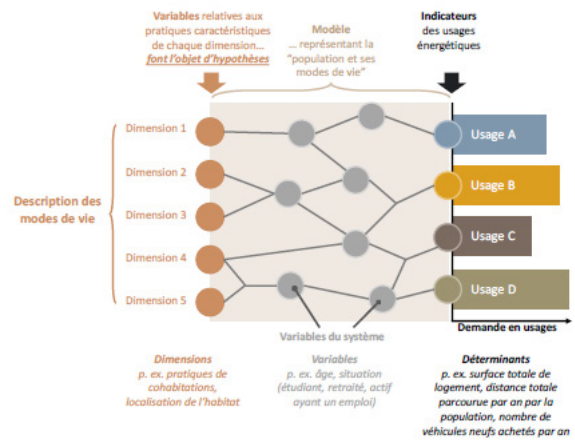 Variables relatives aux
pratiques caractéristiques
de chaque dimension...
font l'objet d'hypothèses
Modèle
... représentant la
"population et ses
modes de vie"
Indicateurs
des usages
énergétiques
Dimension 1
Dimension 2
Dimension 3
Dimension 4
Dimension 5
Description des
modes de vie
Usage A
Usage B
Usage C
Usage D
Demande en usages
Variables du système
Dimensions
p. ex. pratiques de
cohabitations,
localisation de l'habitat
Variables
p. ex. âge, situation
(étudiant, retraité, actif
ayant un emploi)
Déterminants
p. ex. surface totale de
logement, distance totale
parcourue par an par la
population, nombre de
véhicules neufs achetés par an